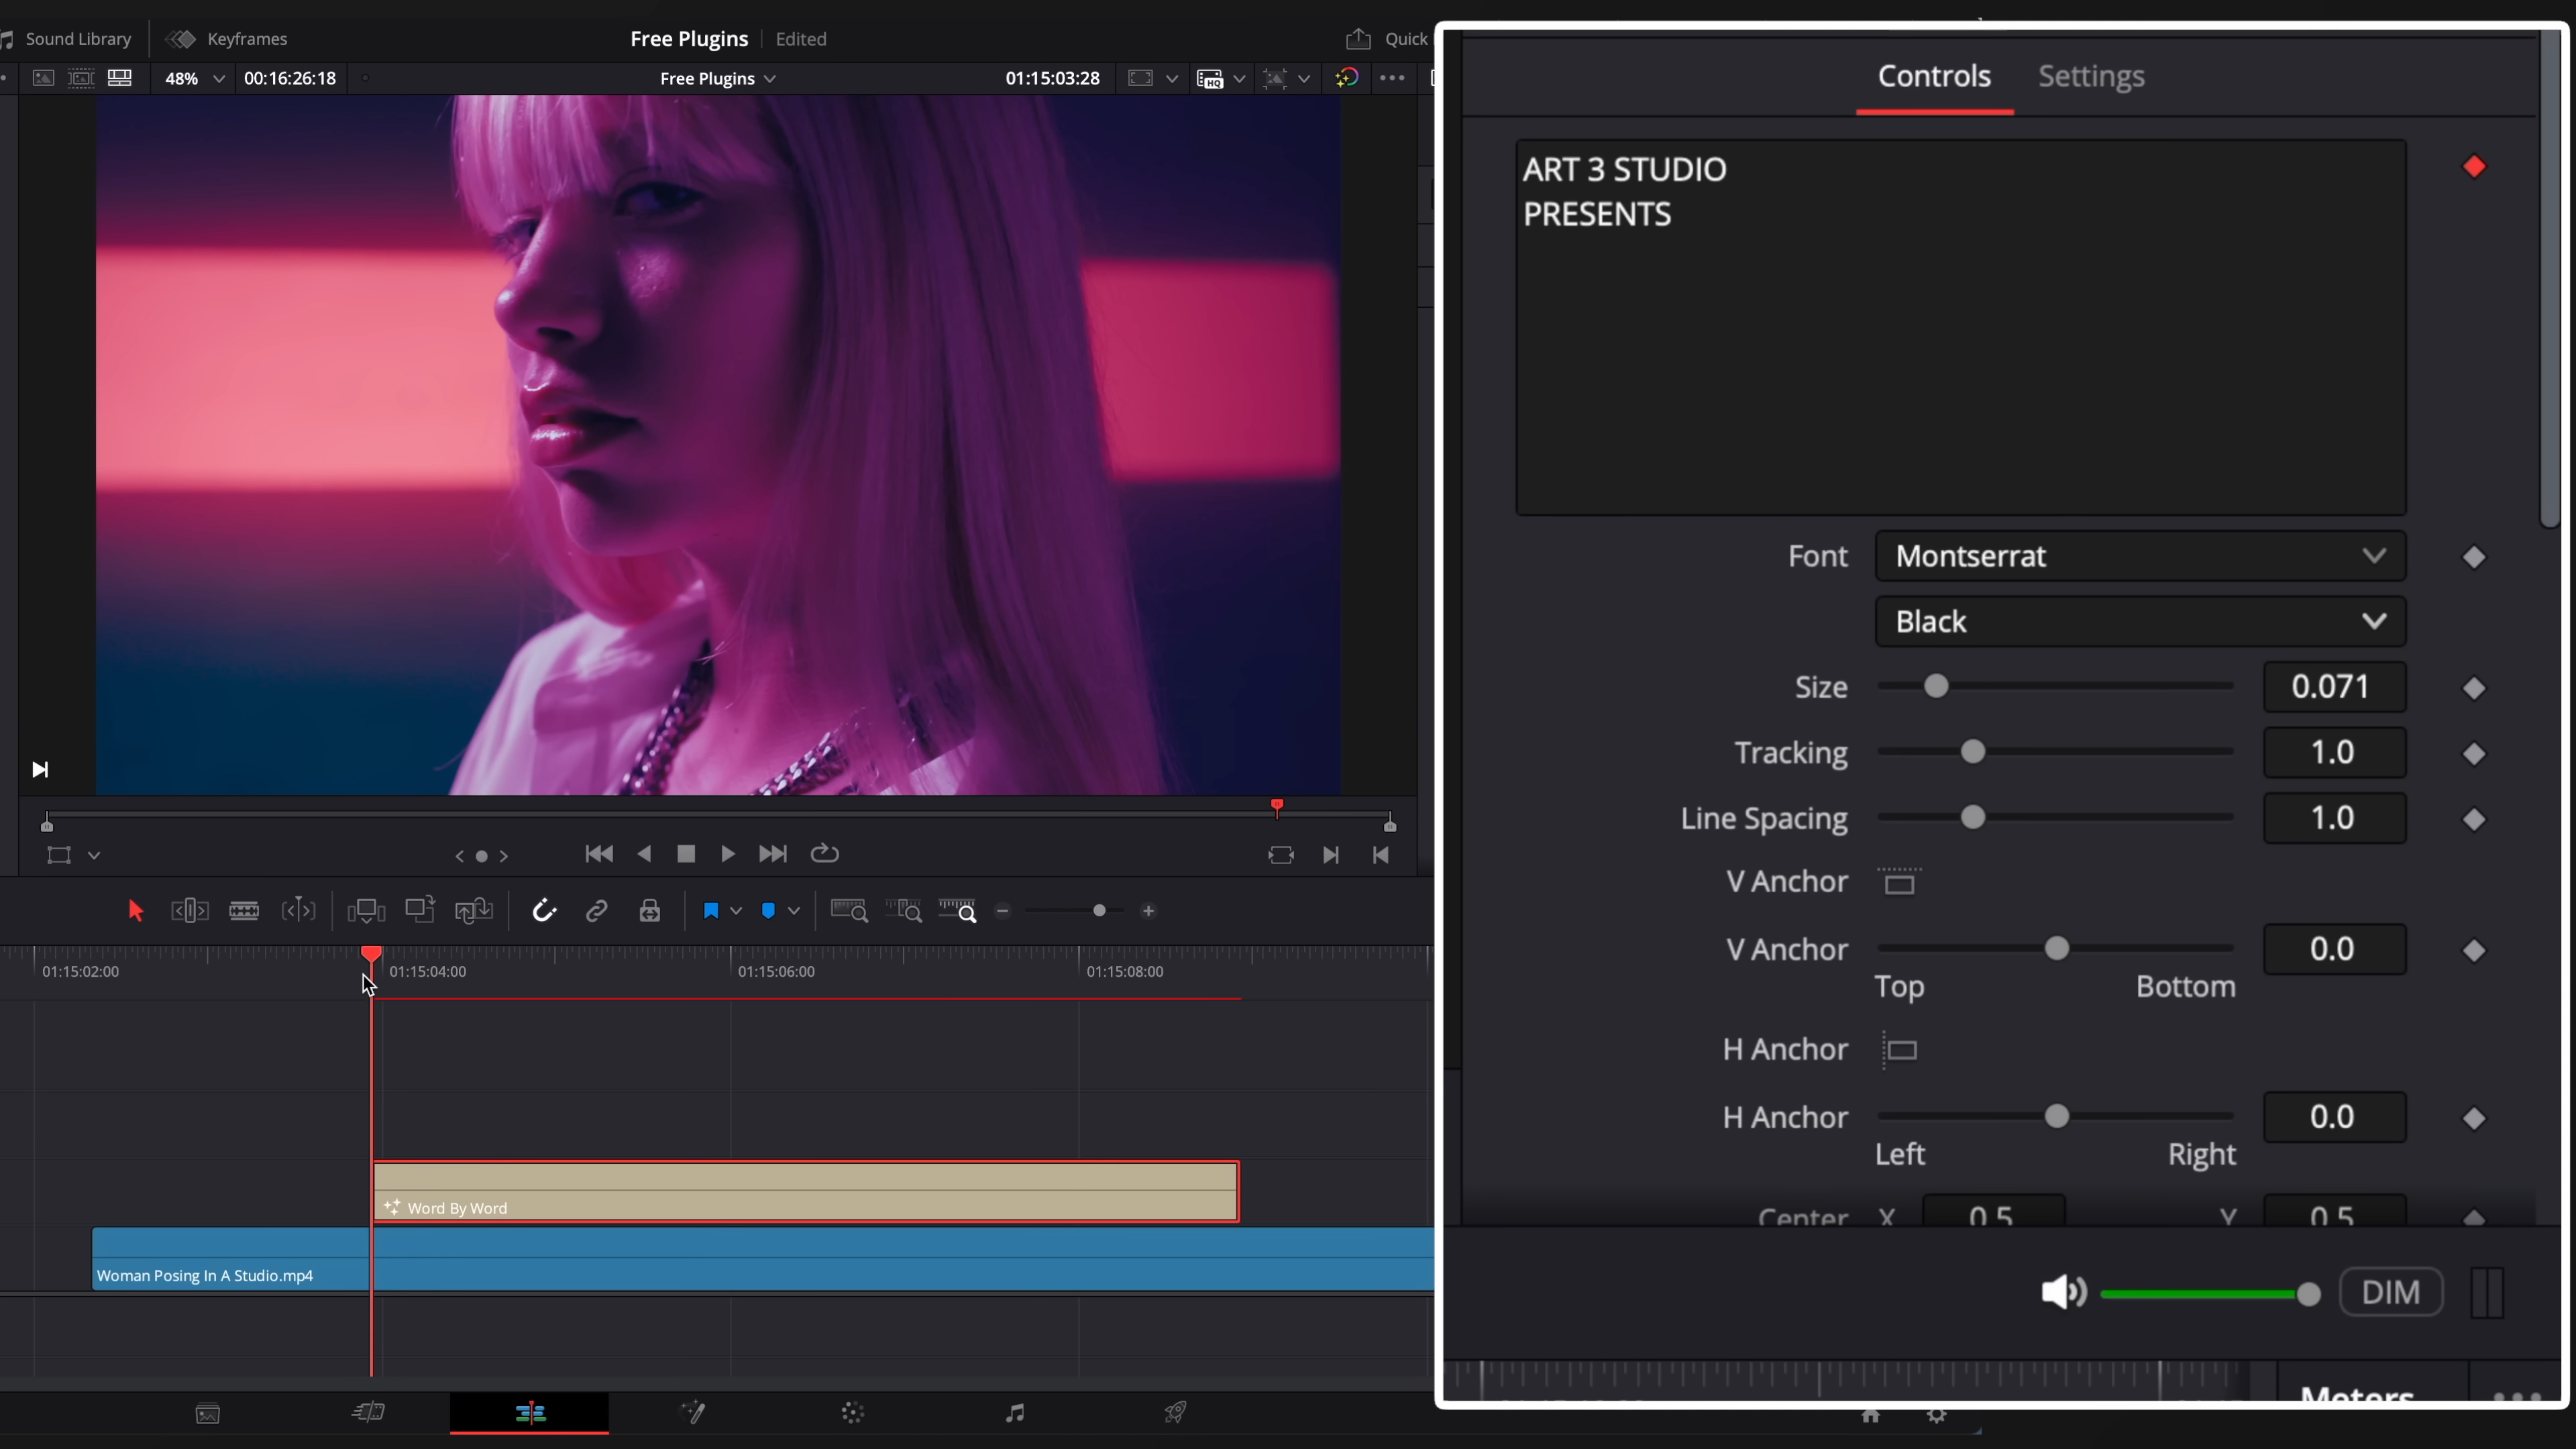 Sound Library
Keyframes
Free Plugins
Edited
Quick
48%
00:16:26:18
Free Plugins
01:15:03:28
HQ
Controls
Settings
ART 3 STUDIO
PRESENTS
Font
Montserrat
Black
Size
0.071
Tracking
1.0
Line Spacing
1.0
V Anchor
V Anchor
0.0
Top
Bottom
H Anchor
H Anchor
0.0
Left
Right
Center X 0.5 Y 0.5
01:15:02:00
01:15:04:00
01:15:06:00
01:15:08:00
Word By Word
Woman Posing In A Studio.mp4
DIM
Meters